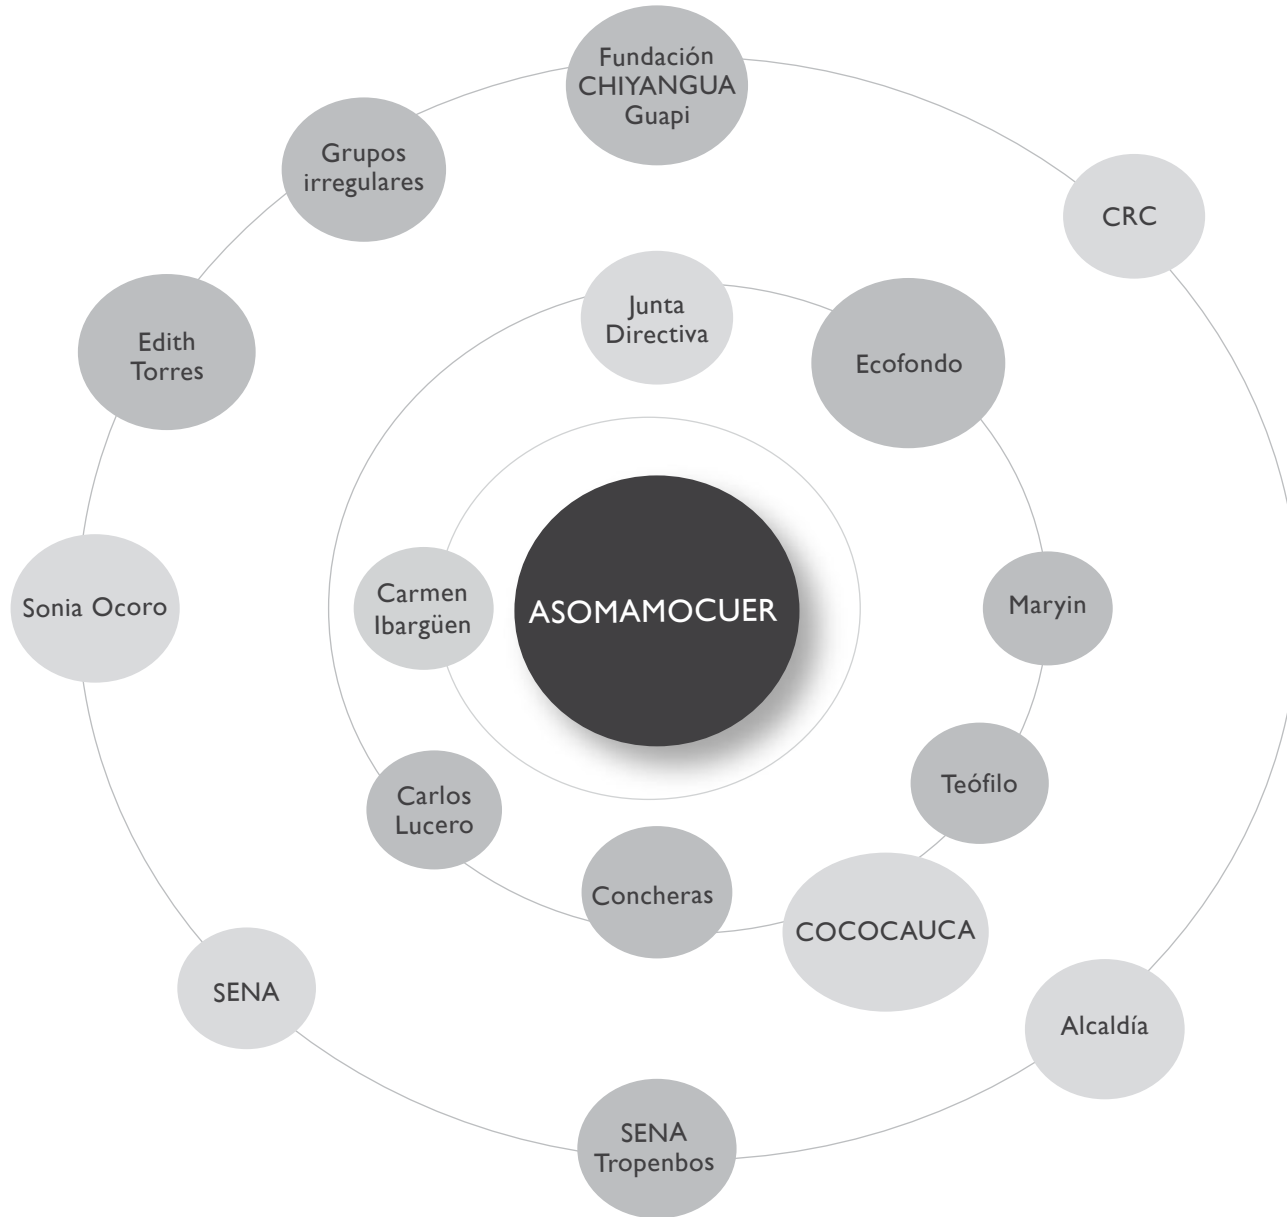 Fundación
CHIYANGUA
Guapi
Grupos
irregulares
CRC
Junta
Directiva
Edith
Torres
Ecofondo
Sonia Ocoro
Carmen
Ibargüen
ASOMAMOCUER
Maryin
Teófilo
Carlos
Lucero
Concheras
COCOCAUCA
SENA
Alcaldía
SENA
Tropenbos